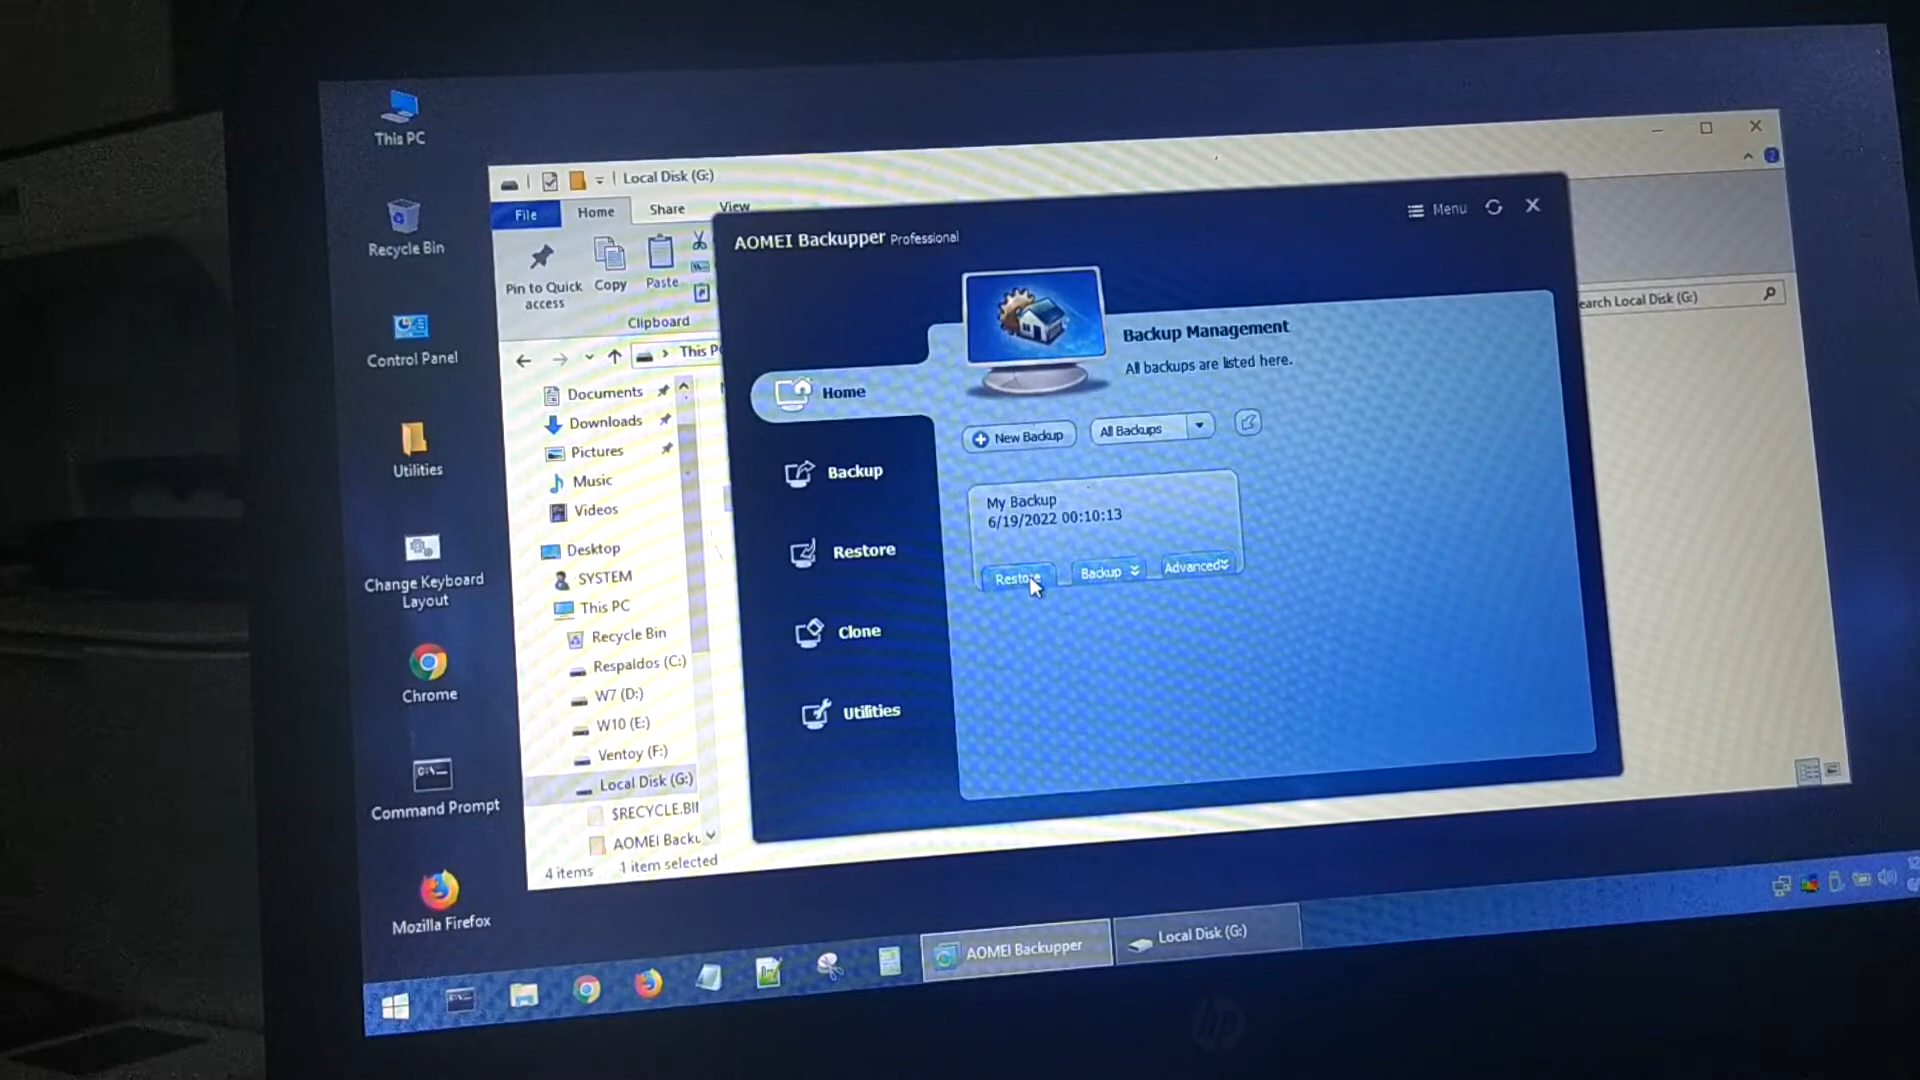 This PC
Recycle Bin
Control Panel
Utilities
Change Keyboard
Layout
Chrome
Command Prompt
Mozilla Firefox
Local Disk (G:)
File
Home
Share
View
Pin to Quick
access
Copy
Paste
Clipboard
This P
earch Local Disk (G:)
Documents
Downloads
Pictures
Music
Videos
Desktop
SYSTEM
This PC
Recycle Bin
Respaldos (C:)
W7 (D:)
W10 (E:)
Ventoy (F:)
Local Disk (G:)
$RECYCLE.BI
AOMEI Backu
4 items
1 item selected
AOMEI Backupper Professional
Menu
Home
Backup
Restore
Clone
Utilities
Backup Management
All backups are listed here.
New Backup
All Backups
My Backup
6/19/2022 00:10:13
Restore
Backup
Advanced
AOMEI Backupper
Local Disk (G:)
hp